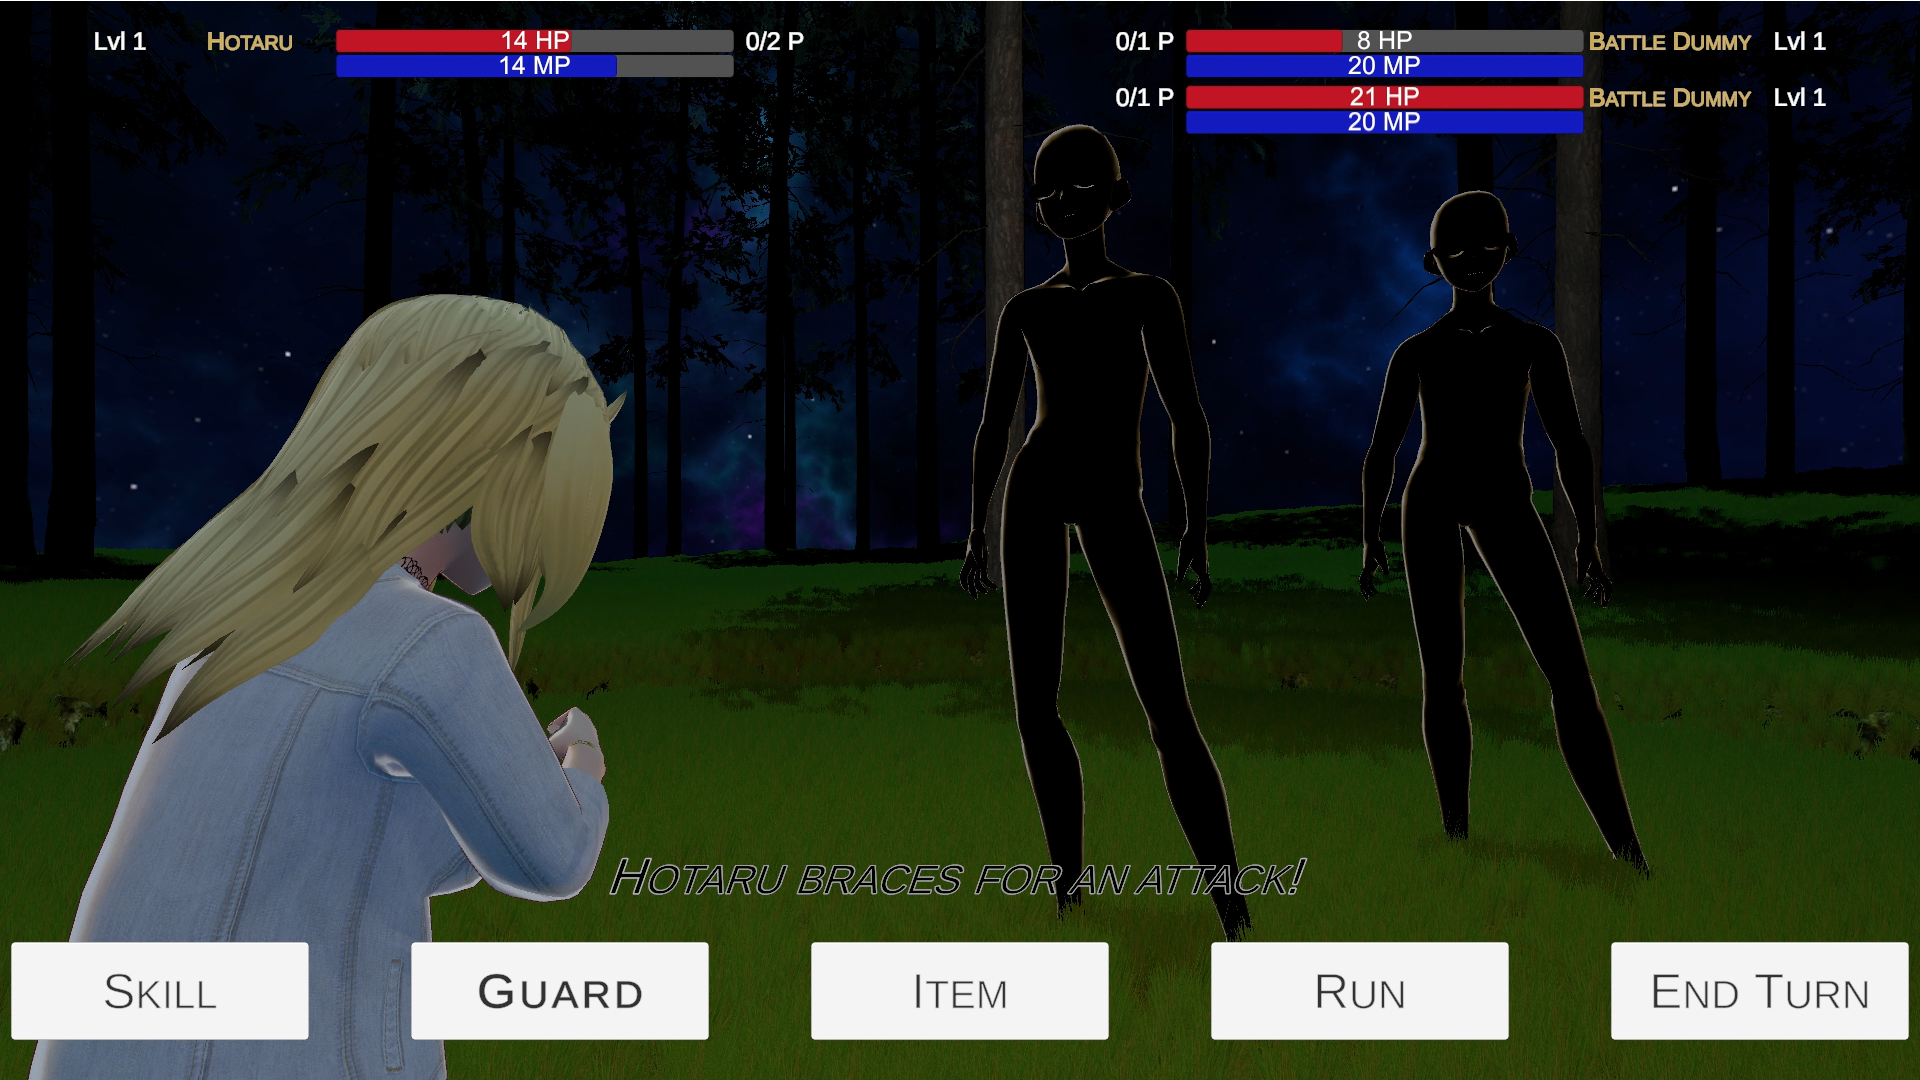 Lvl 1 HOTARU 14 HP 0/2 P
14 MP
0/1 P 8 HP BATTLE DUMMY Lvl 1
20 MP
0/1 P 21 HP BATTLE DUMMY Lvl 1
20 MP
HOTARU BRACES FOR AN ATTACK!
SKILL GUARD ITEM RUN END TURN